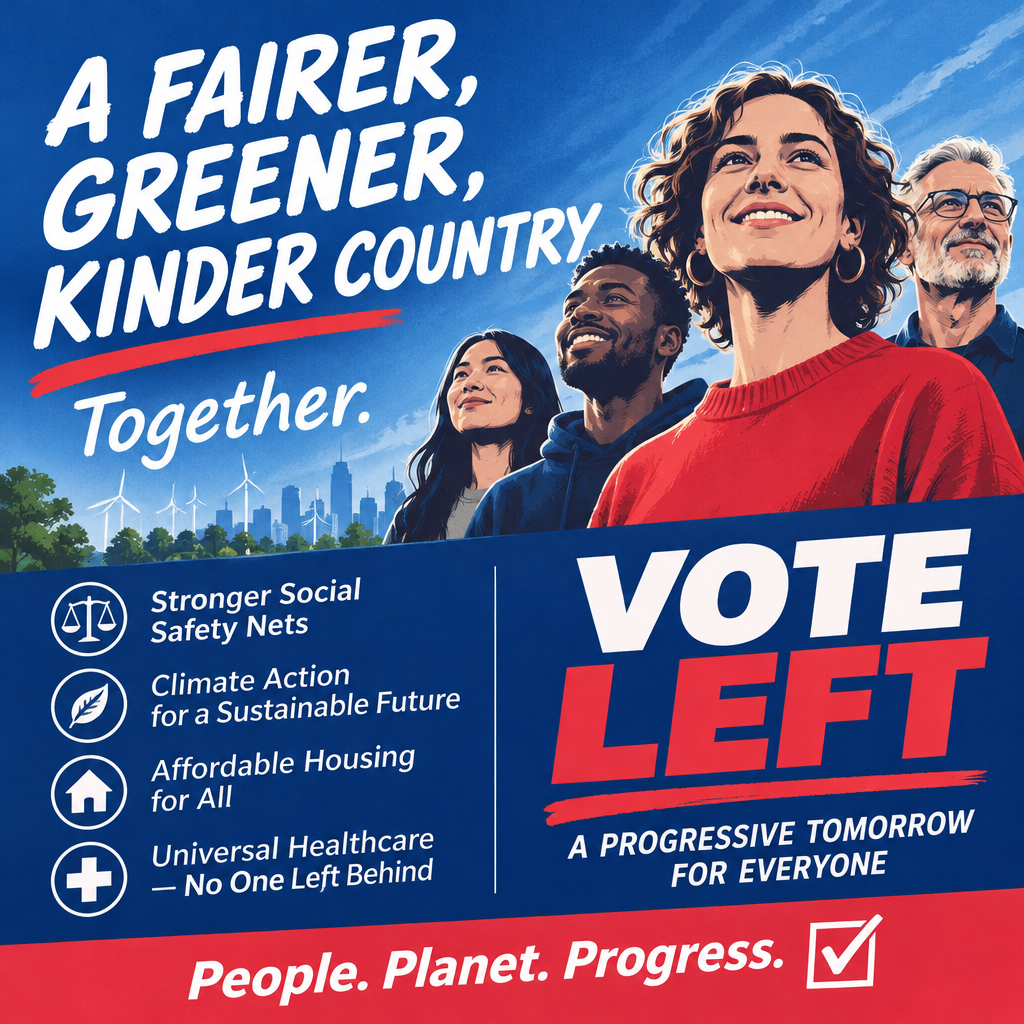 A FAIRER,
GREENER,
KINDER COUNTRY
Together.
Stronger Social
Safety Nets
Climate Action
for a Sustainable Future
Affordable Housing
for All
Universal Healthcare
— No One Left Behind
VOTE
LEFT
A PROGRESSIVE TOMORROW
FOR EVERYONE
People. Planet. Progress.